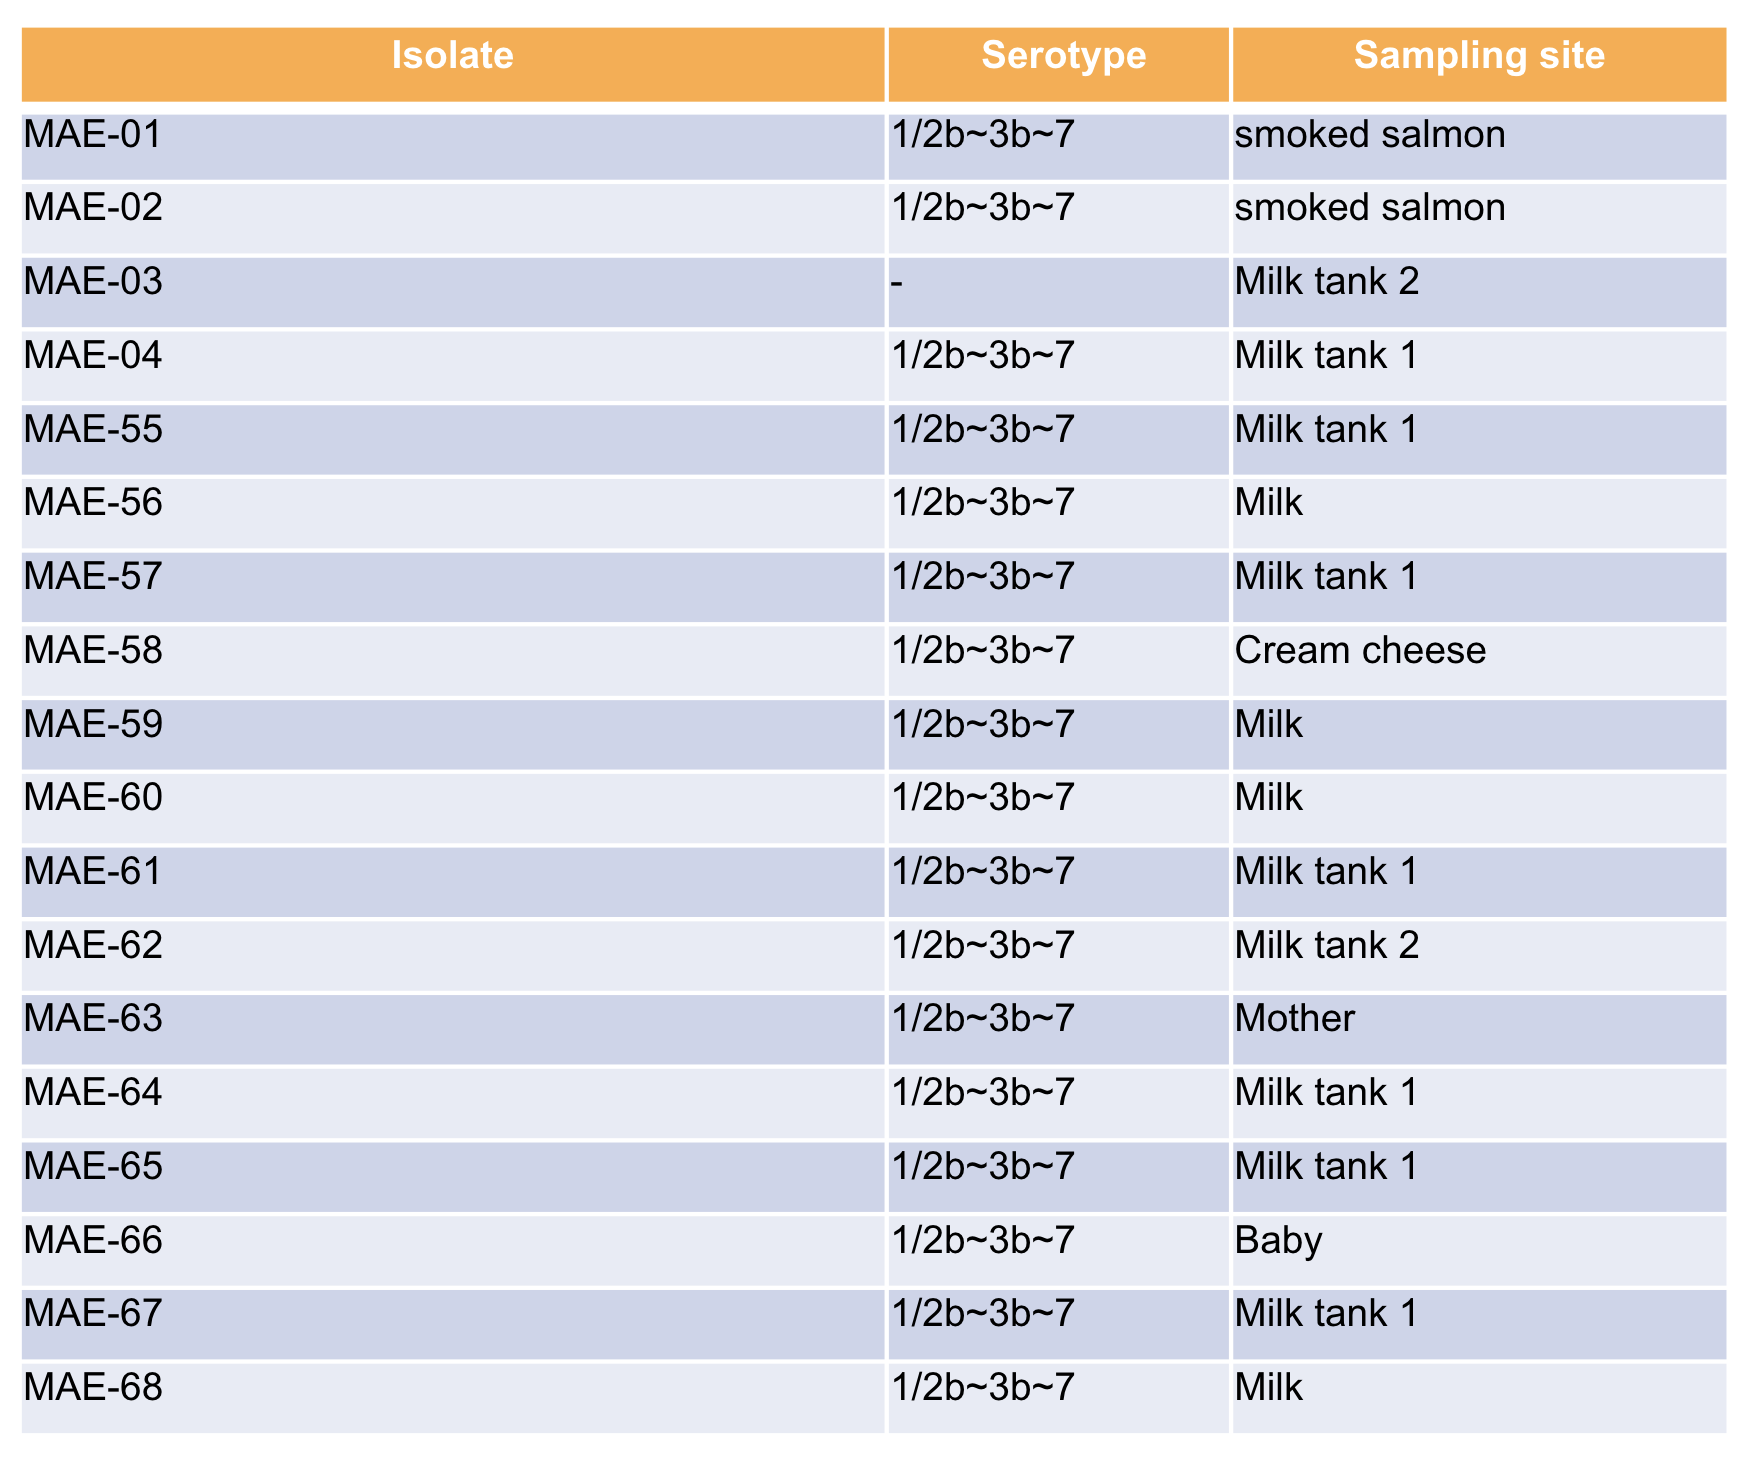 Isolate Serotype Sampling site
MAE-01 1/2b~3b~7 smoked salmon
MAE-02 1/2b~3b~7 smoked salmon
MAE-03 - Milk tank 2
MAE-04 1/2b~3b~7 Milk tank 1
MAE-55 1/2b~3b~7 Milk tank 1
MAE-56 1/2b~3b~7 Milk
MAE-57 1/2b~3b~7 Milk tank 1
MAE-58 1/2b~3b~7 Cream cheese
MAE-59 1/2b~3b~7 Milk
MAE-60 1/2b~3b~7 Milk
MAE-61 1/2b~3b~7 Milk tank 1
MAE-62 1/2b~3b~7 Milk tank 2
MAE-63 1/2b~3b~7 Mother
MAE-64 1/2b~3b~7 Milk tank 1
MAE-65 1/2b~3b~7 Milk tank 1
MAE-66 1/2b~3b~7 Baby
MAE-67 1/2b~3b~7 Milk tank 1
MAE-68 1/2b~3b~7 Milk